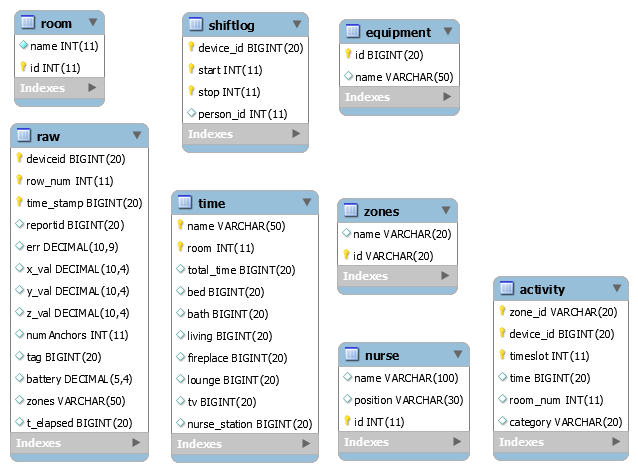 room
name INT(11)
id INT(11)
Indexes
shiftlog
device_id BIGINT(20)
start INT(11)
stop INT(11)
person_id INT(11)
Indexes
equipment
id BIGINT(20)
name VARCHAR(50)
Indexes
raw
deviceid BIGINT(20)
row_num INT(11)
time_stamp BIGINT(20)
reportid BIGINT(20)
err DECIMAL(10,9)
x_val DECIMAL(10,4)
y_val DECIMAL(10,4)
z_val DECIMAL(10,4)
numAnchors INT(11)
tag BIGINT(20)
battery DECIMAL(5,4)
zones VARCHAR(50)
t_elapsed BIGINT(20)
Indexes
time
name VARCHAR(50)
room INT(11)
total_time BIGINT(20)
bed BIGINT(20)
bath BIGINT(20)
living BIGINT(20)
fireplace BIGINT(20)
lounge BIGINT(20)
tv BIGINT(20)
nurse_station BIGINT(20)
Indexes
zones
name VARCHAR(20)
id VARCHAR(20)
Indexes
nurse
name VARCHAR(100)
position VARCHAR(30)
id INT(11)
Indexes
activity
zone_id VARCHAR(20)
device_id BIGINT(20)
timeslot INT(11)
time BIGINT(20)
room_num INT(11)
category VARCHAR(20)
Indexes